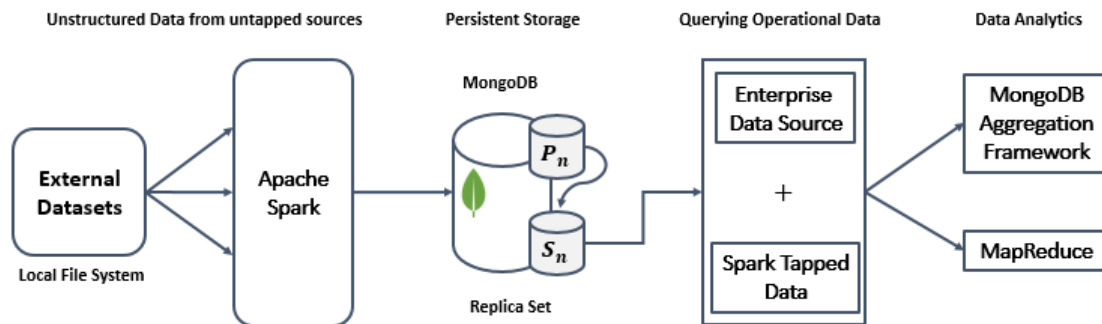 Unstructured Data from untapped sources
Persistent Storage
Querying Operational Data
Data Analytics
External
Datasets
Local File System
Apache
Spark
MongoDB
Pn
Sn
Replica Set
Enterprise
Data Source
+
Spark Tapped
Data
MongoDB
Aggregation
Framework
MapReduce